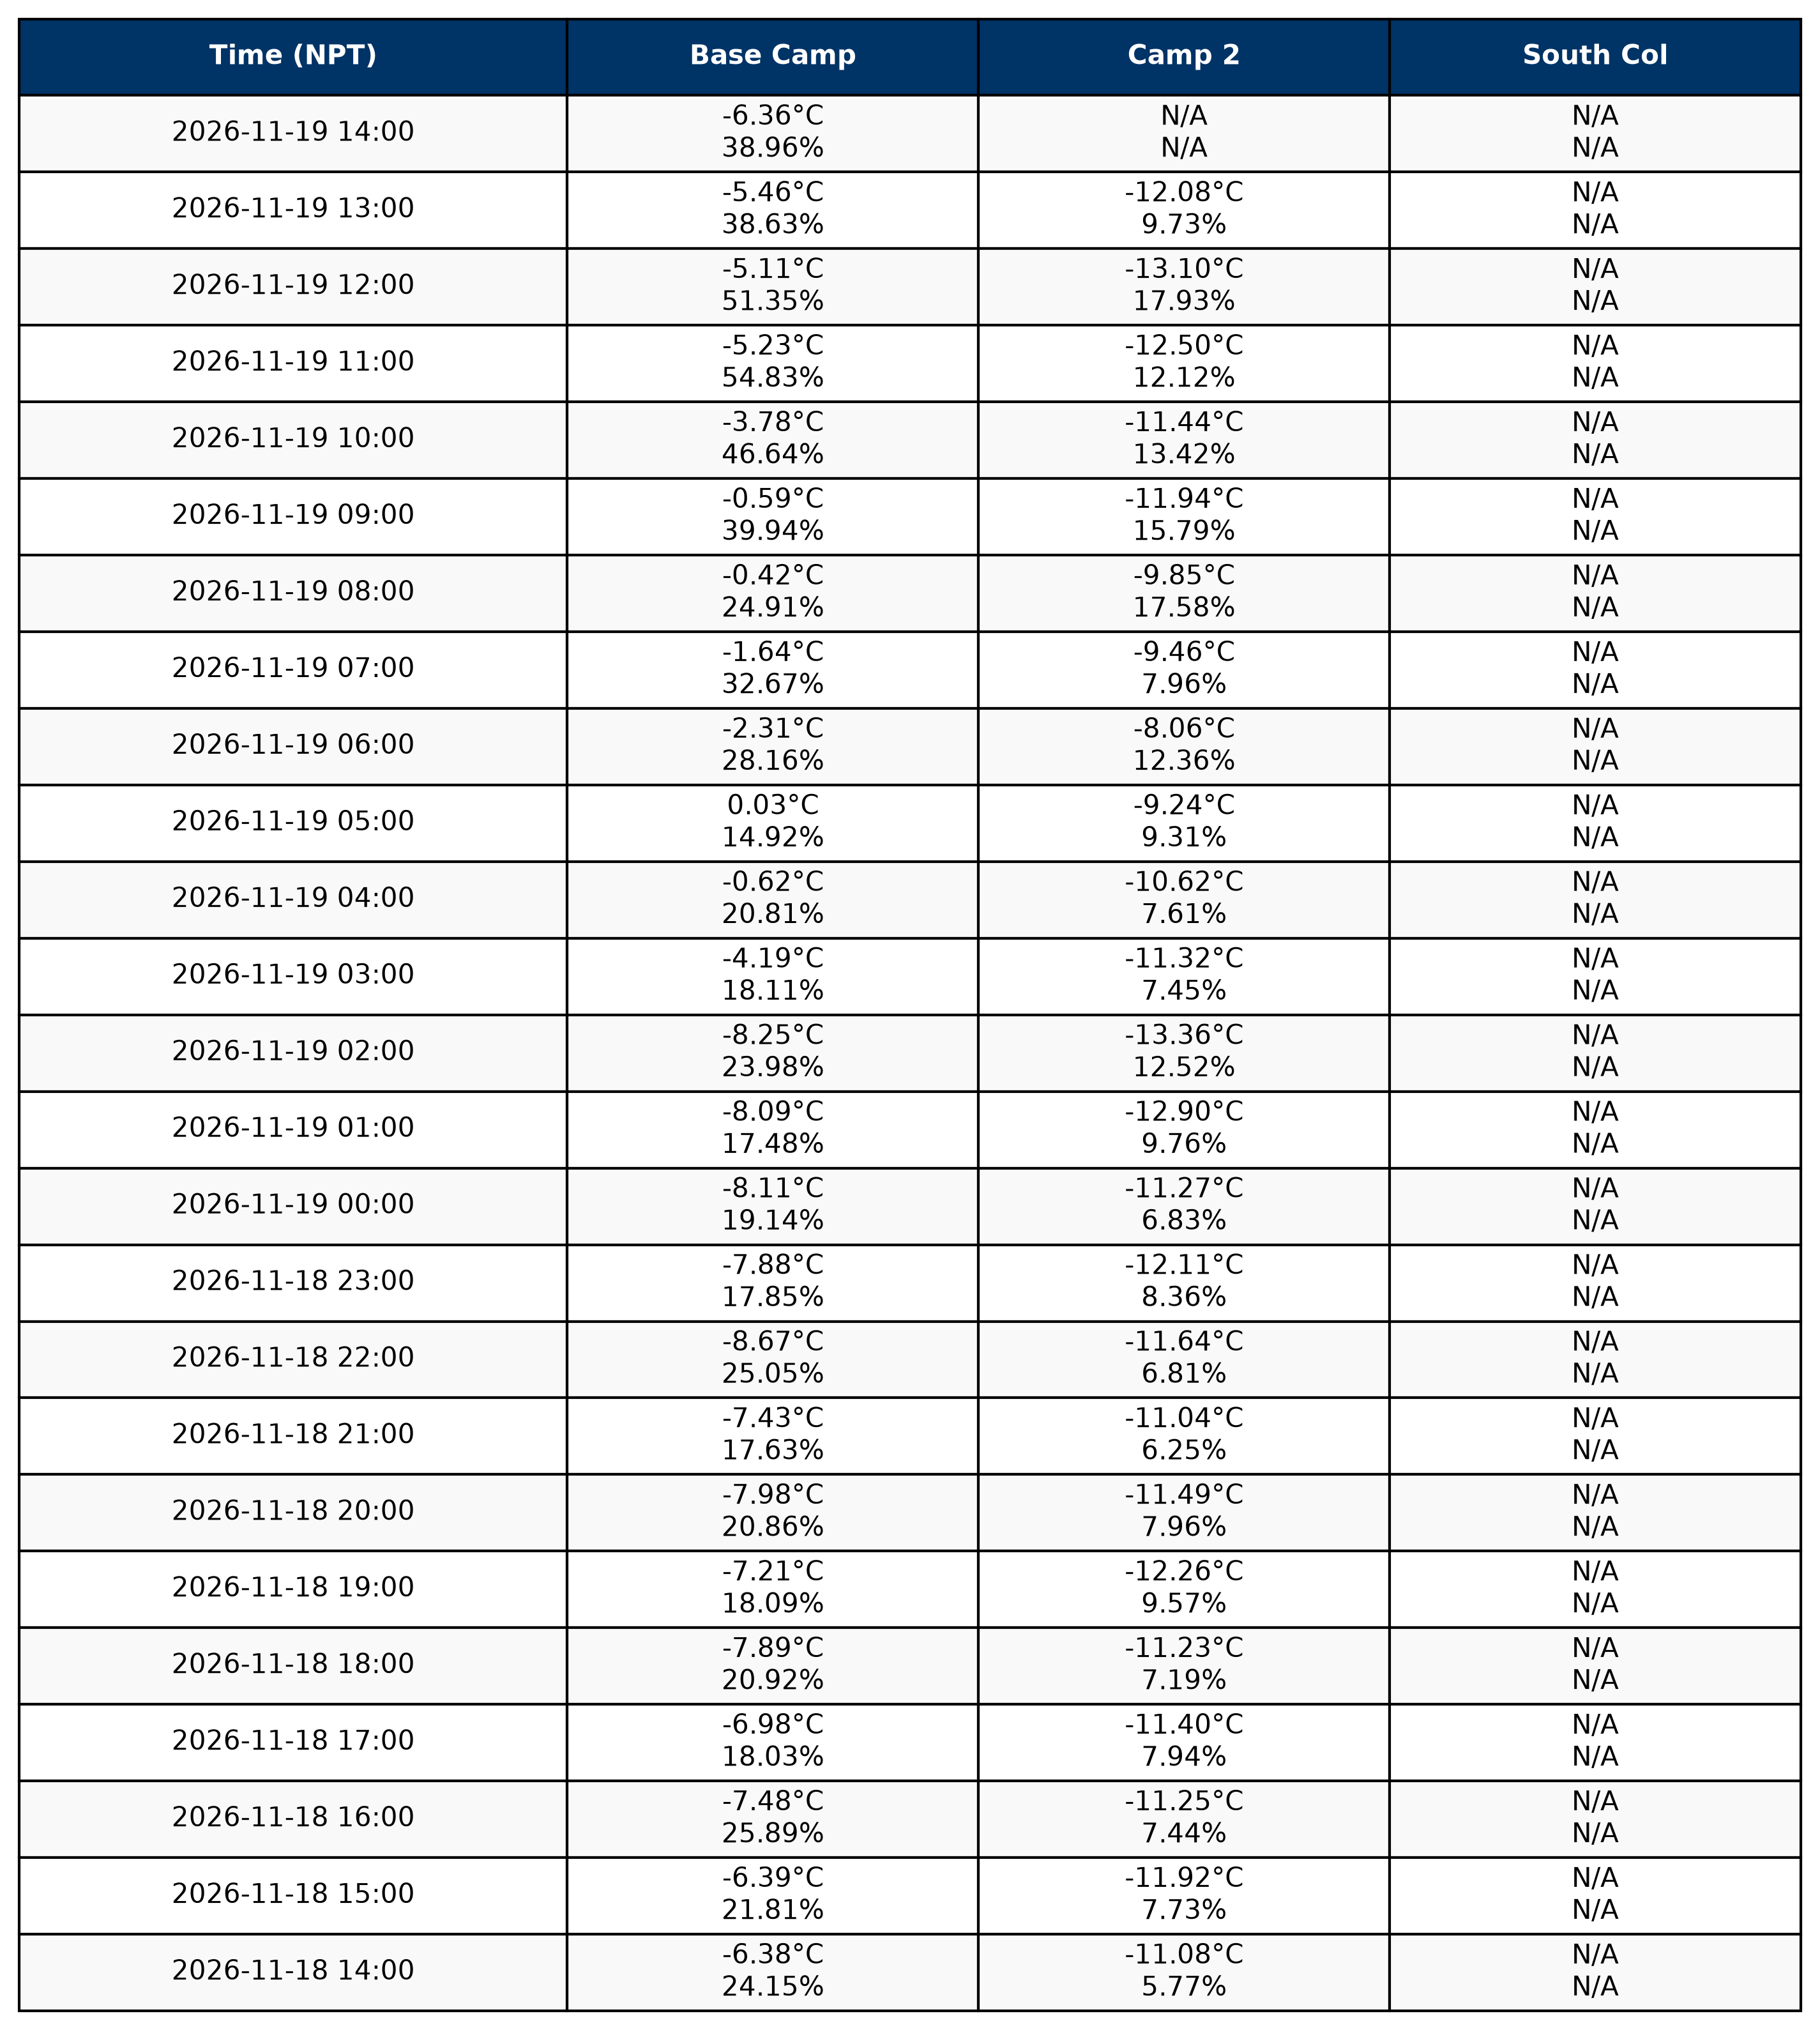 Time (NPT) Base Camp Camp 2 South Col
2026-11-19 14:00 -6.36°C 38.96% N/A N/A N/A N/A
2026-11-19 13:00 -5.46°C 38.63% -12.08°C 9.73% N/A N/A
2026-11-19 12:00 -5.11°C 51.35% -13.10°C 17.93% N/A N/A
2026-11-19 11:00 -5.23°C 54.83% -12.50°C 12.12% N/A N/A
2026-11-19 10:00 -3.78°C 46.64% -11.44°C 13.42% N/A N/A
2026-11-19 09:00 -0.59°C 39.94% -11.94°C 15.79% N/A N/A
2026-11-19 08:00 -0.42°C 24.91% -9.85°C 17.58% N/A N/A
2026-11-19 07:00 -1.64°C 32.67% -9.46°C 7.96% N/A N/A
2026-11-19 06:00 -2.31°C 28.16% -8.06°C 12.36% N/A N/A
2026-11-19 05:00 0.03°C 14.92% -9.24°C 9.31% N/A N/A
2026-11-19 04:00 -0.62°C 20.81% -10.62°C 7.61% N/A N/A
2026-11-19 03:00 -4.19°C 18.11% -11.32°C 7.45% N/A N/A
2026-11-19 02:00 -8.25°C 23.98% -13.36°C 12.52% N/A N/A
2026-11-19 01:00 -8.09°C 17.48% -12.90°C 9.76% N/A N/A
2026-11-19 00:00 -8.11°C 19.14% -11.27°C 6.83% N/A N/A
2026-11-18 23:00 -7.88°C 17.85% -12.11°C 8.36% N/A N/A
2026-11-18 22:00 -8.67°C 25.05% -11.64°C 6.81% N/A N/A
2026-11-18 21:00 -7.43°C 17.63% -11.04°C 6.25% N/A N/A
2026-11-18 20:00 -7.98°C 20.86% -11.49°C 7.96% N/A N/A
2026-11-18 19:00 -7.21°C 18.09% -12.26°C 9.57% N/A N/A
2026-11-18 18:00 -7.89°C 20.92% -11.23°C 7.19% N/A N/A
2026-11-18 17:00 -6.98°C 18.03% -11.40°C 7.94% N/A N/A
2026-11-18 16:00 -7.48°C 25.89% -11.25°C 7.44% N/A N/A
2026-11-18 15:00 -6.39°C 21.81% -11.92°C 7.73% N/A N/A
2026-11-18 14:00 -6.38°C 24.15% -11.08°C 5.77% N/A N/A